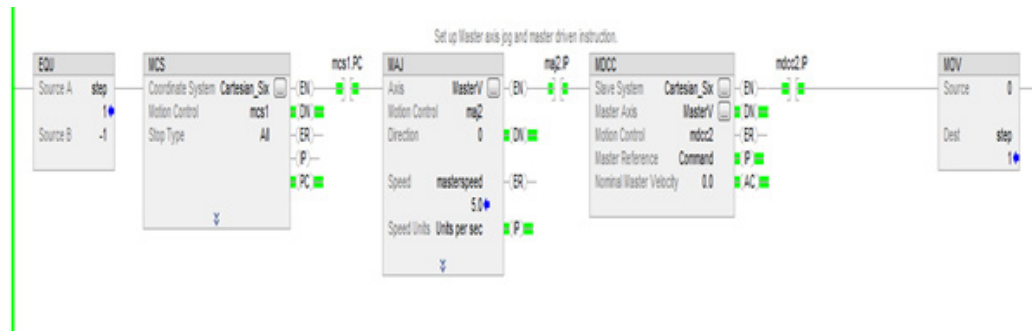 Set up Master axis jog and master driven instruction.
EQU
Source A step
1
Source B -1
MCS
Coordinate System Cartesian_Six ...
Motion Control mcs1
Stop Type All
(EN)
(DN)
(ER)
(IP)
(PC)
mcs1.PC
MAJ
Axis MasterV ...
Motion Control maj2
Direction 0
Speed masterspeed
5.0
Speed Units Units per sec
(EN)
(DN)
(ER)
(IP)
maj2.IP
MDCC
Slave System Cartesian_Six ...
Master Axis MasterV ...
Motion Control mdcc2
Master Reference Command
Nominal Master Velocity 0.0
(EN)
(DN)
(ER)
(IP)
(AC)
mdcc2.IP
MOV
Source 0
Dest step
1